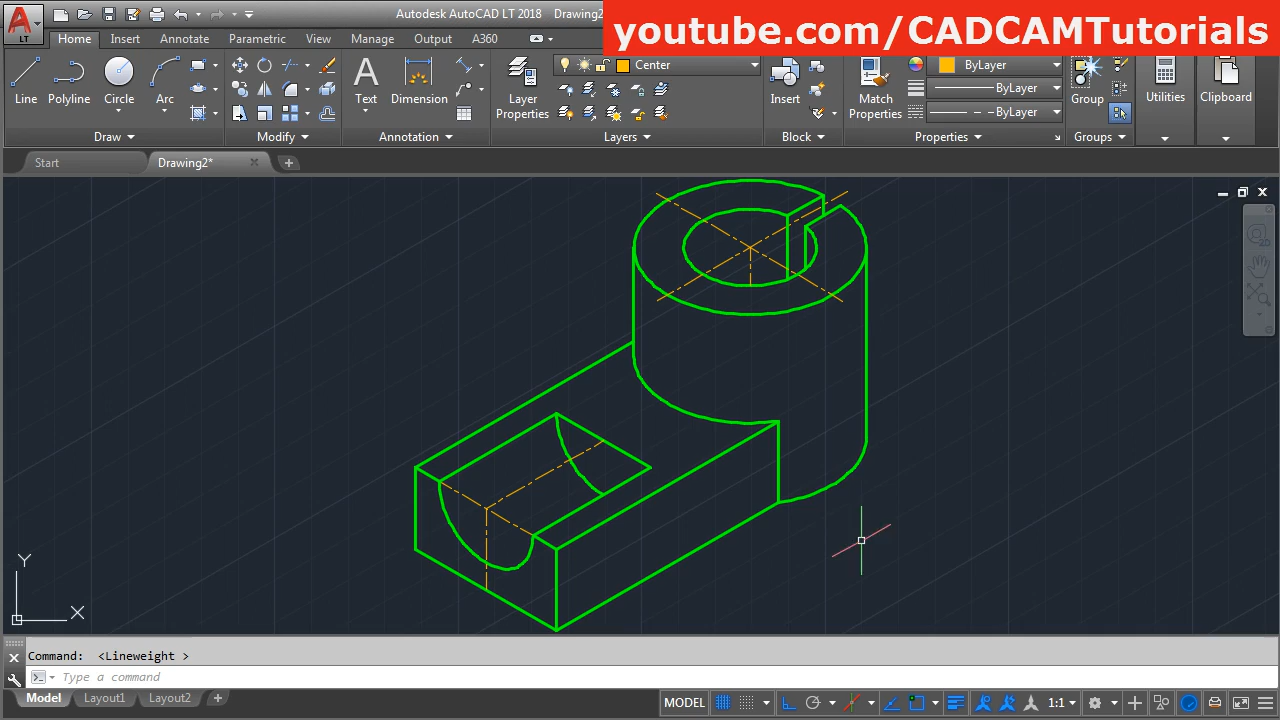 Autodesk AutoCAD LT 2018 Drawing2
youtube.com/CADCAMTutorials
LT
Home Insert Annotate Parametric View Manage Output A360
Center
ByLayer
Line Polyline Circle Arc
Text Dimension
Layer
Properties
Insert
Match
Properties
ByLayer
ByLayer
Group
Utilities
Clipboard
Draw Modify Annotation Layers Block Properties Groups
Start Drawing2*
2D
Y
X
Command: <Lineweight >
Type a command
Model Layout1 Layout2
MODEL 1:1